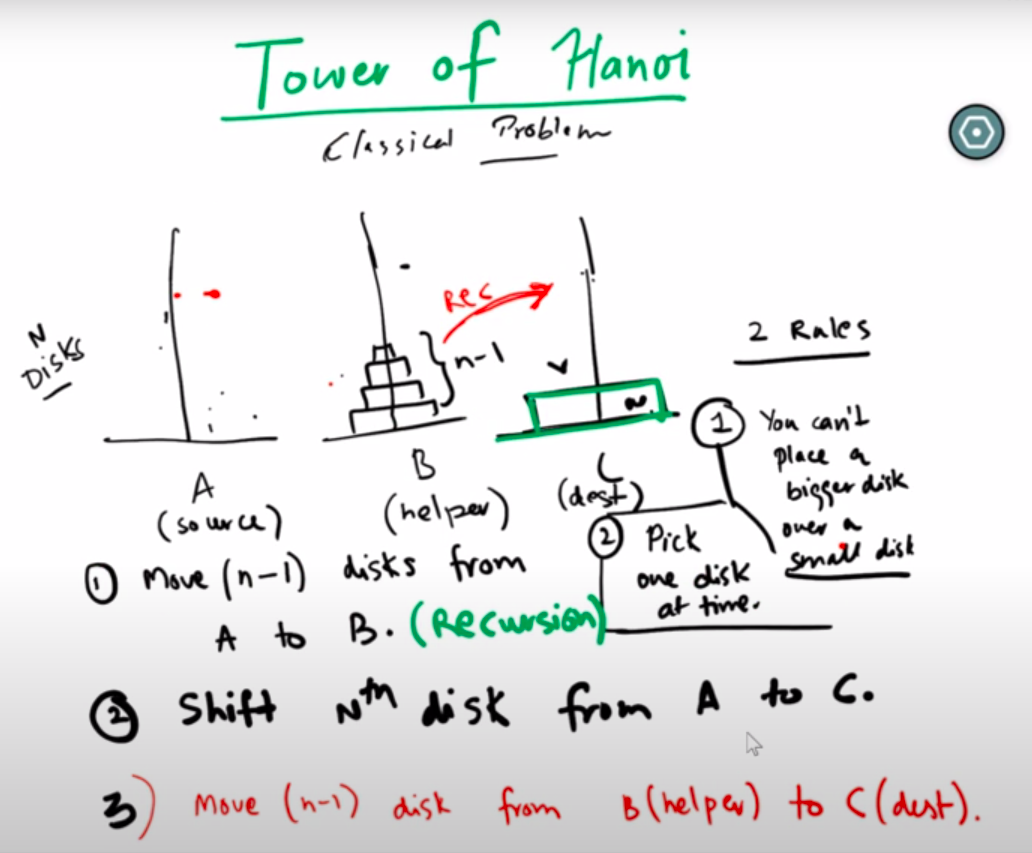 Tower of Hanoi
Classical Problem
N
Disks
REC
n-1
N
2 Rules
A
(source)
B
(helper)
C
(dest)
1 You can't
place a
bigger disk
over a
small disk
2 Pick
one disk
at time.
1 Move (n-1) disks from
A to B. (Recursion)
2 Shift Nth disk from A to C.
3) Move (n-1) disk from B(helper) to C(dest).